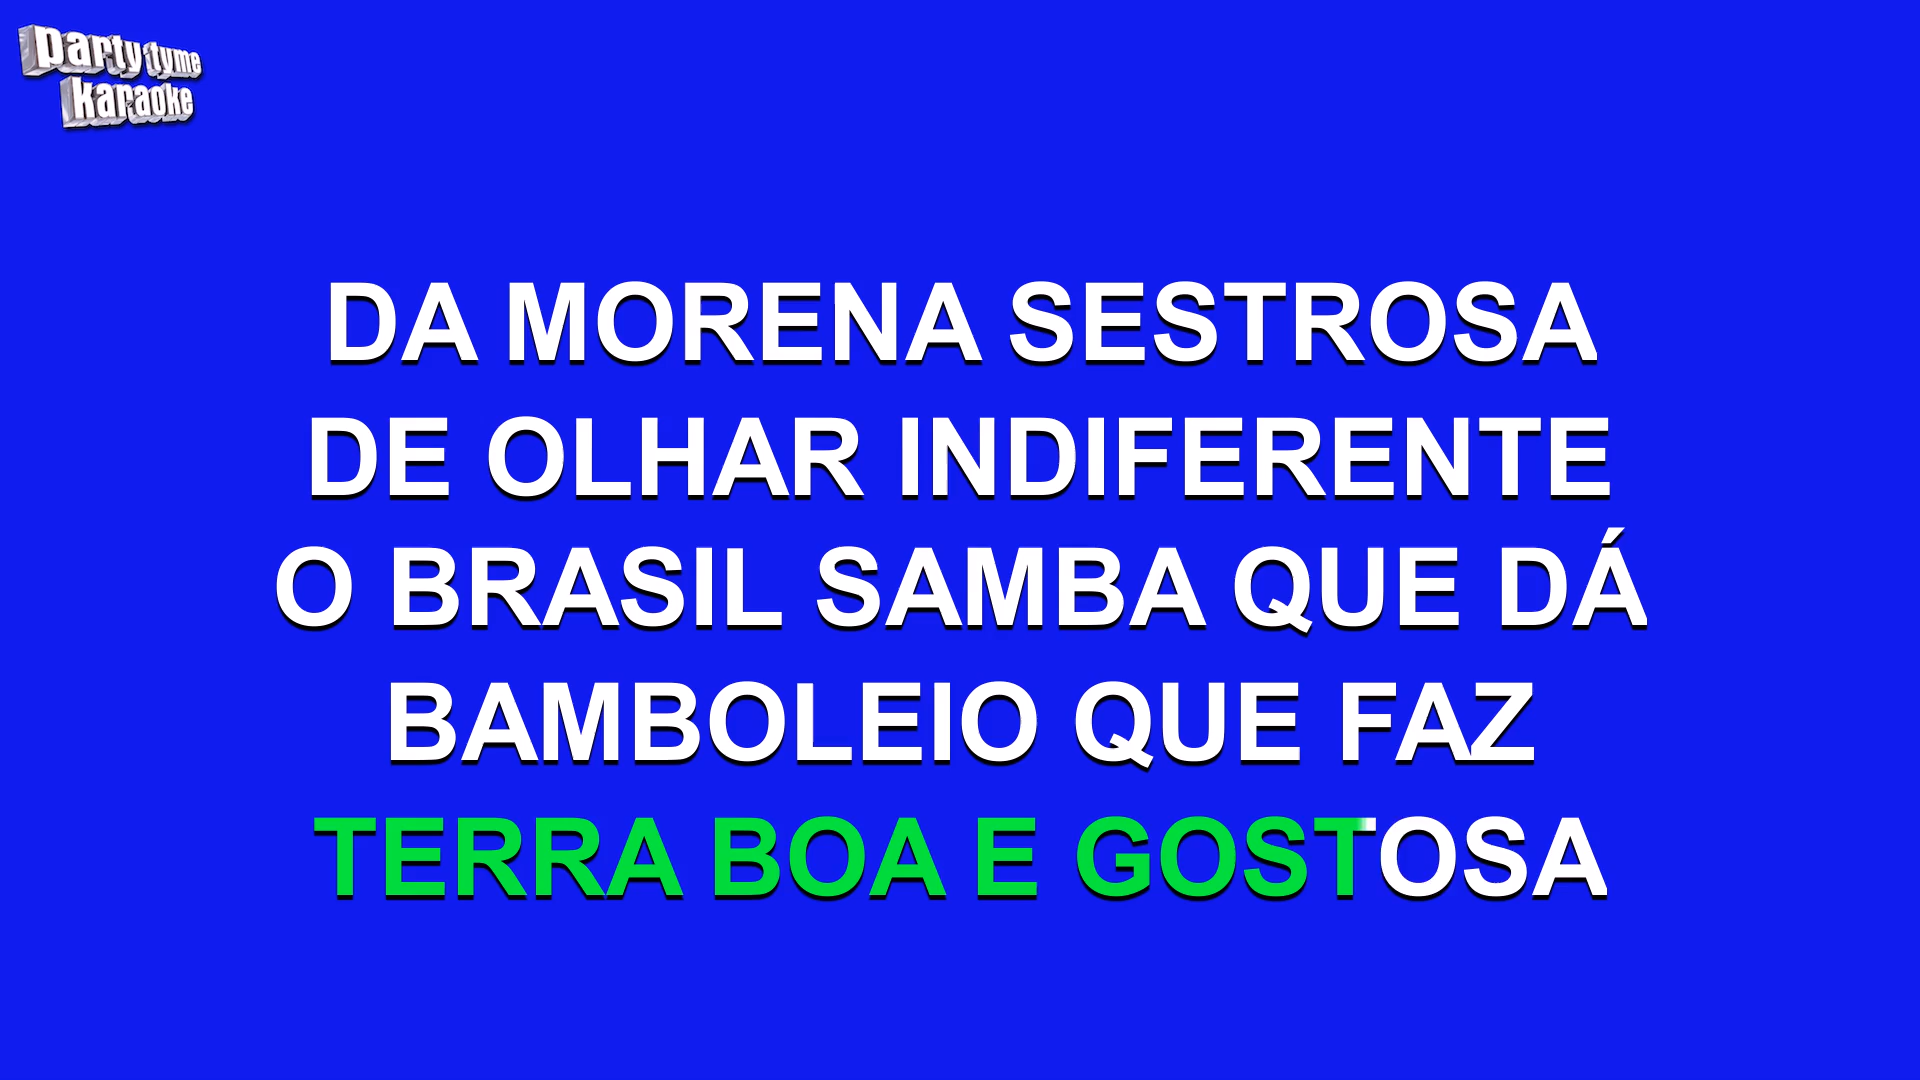 party tyme
karaoke
DA MORENA SESTROSA
DE OLHAR INDIFERENTE
O BRASIL SAMBA QUE DÁ
BAMBOLEIO QUE FAZ
TERRA BOA E GOSTOSA